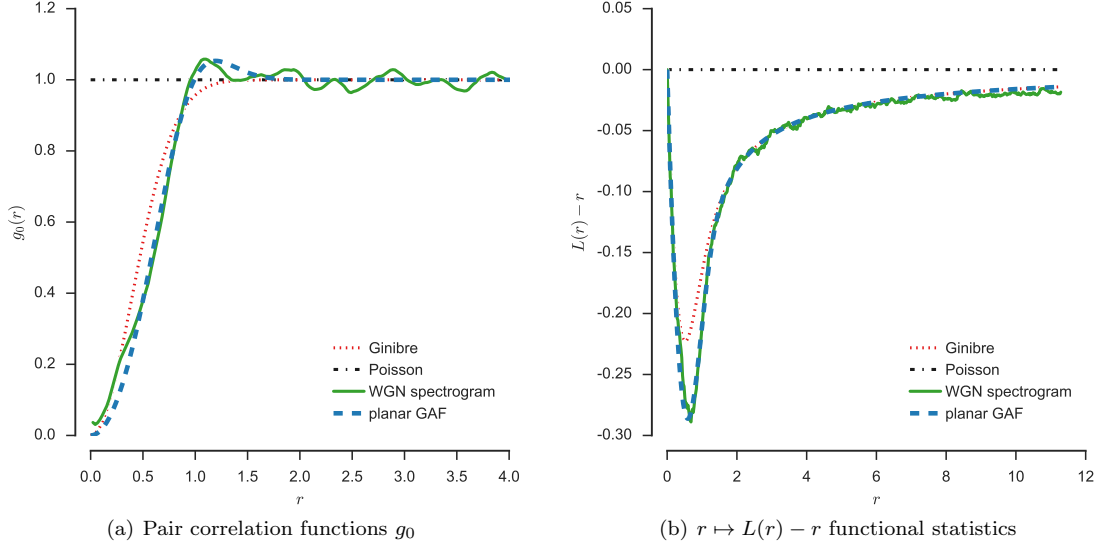 1.2
1.0
0.8
0.6
0.4
0.2
0.0
g₀(r)
Ginibre
Poisson
WGN spectrogram
planar GAF
0.0 0.5 1.0 1.5 2.0 2.5 3.0 3.5 4.0
r
(a) Pair correlation functions g₀
0.05
0.00
-0.05
-0.10
-0.15
-0.20
-0.25
-0.30
L(r) − r
Ginibre
Poisson
WGN spectrogram
planar GAF
0 2 4 6 8 10 12
r
(b) r ↦ L(r) − r functional statistics